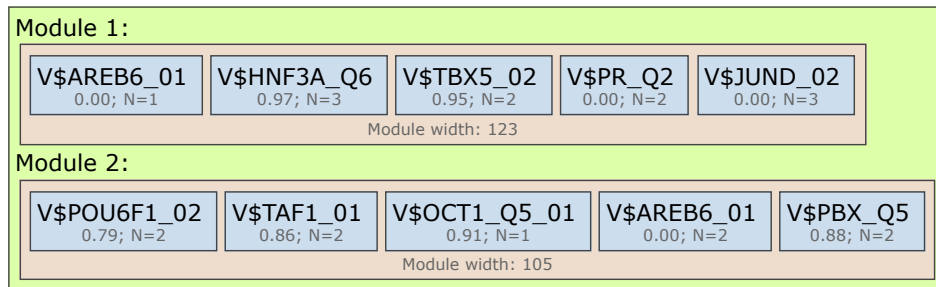 Module 1:
V$AREB6_01 V$HNF3A_Q6 V$TBX5_02 V$PR_Q2 V$JUND_02
0.00; N=1 0.97; N=3 0.95; N=2 0.00; N=2 0.00; N=3
Module width: 123
Module 2:
V$POU6F1_02 V$TAF1_01 V$OCT1_Q5_01 V$AREB6_01 V$PBX_Q5
0.79; N=2 0.86; N=2 0.91; N=1 0.00; N=2 0.88; N=2
Module width: 105